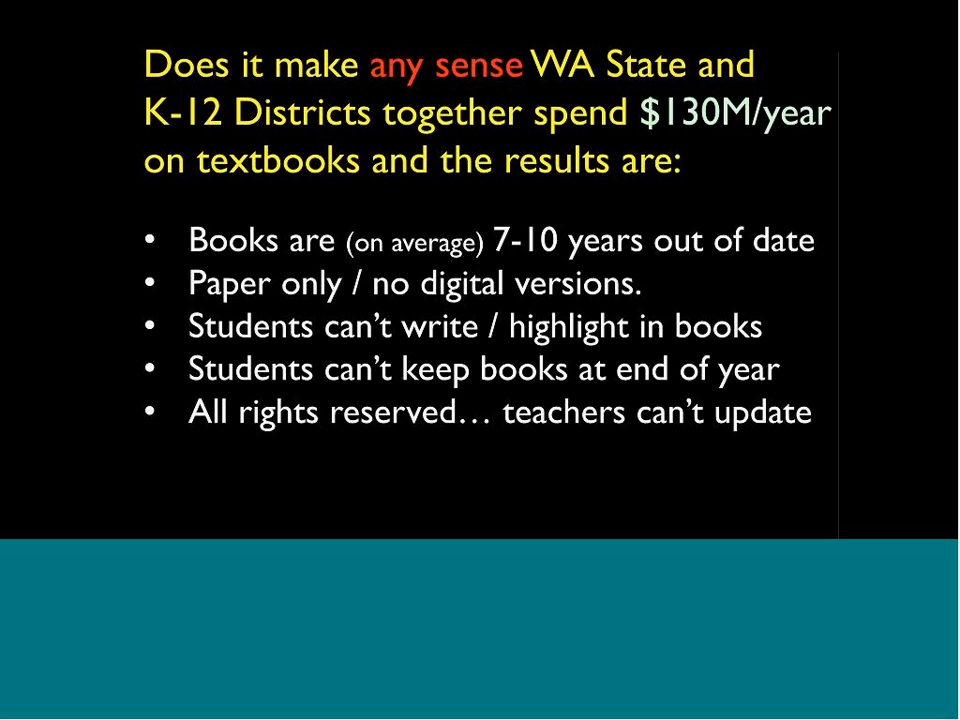 Does it make any sense WA State and
K-12 Districts together spend $130M/year
on textbooks and the results are:
• Books are (on average) 7-10 years out of date
• Paper only / no digital versions.
• Students can’t write / highlight in books
• Students can’t keep books at end of year
• All rights reserved… teachers can’t update